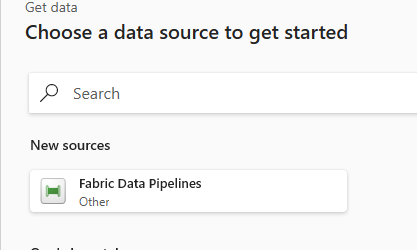 Get data
Choose a data source to get started
Search
New sources
Fabric Data Pipelines
Other